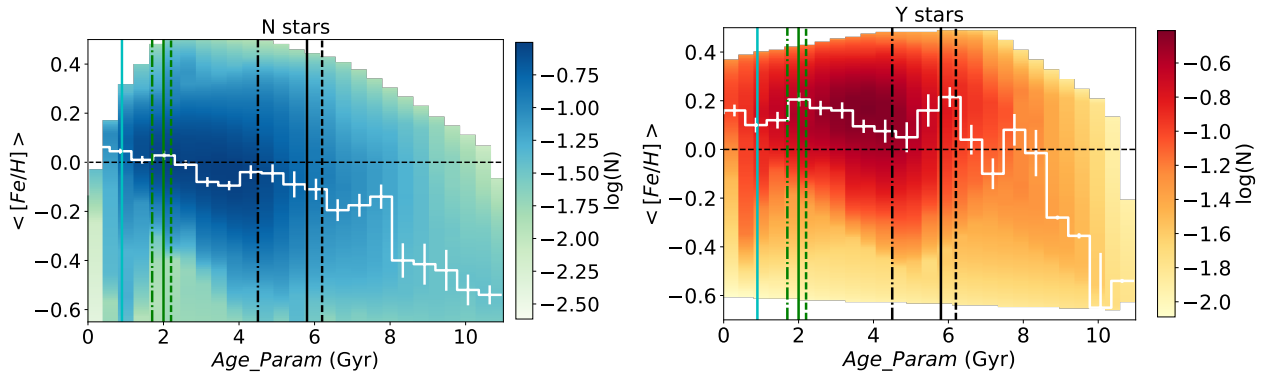 N stars
0.4
0.2
0.0
−0.2
−0.4
−0.6
< [Fe/H] >
0 2 4 6 8 10
Age_Param (Gyr)
−0.75
−1.00
−1.25
−1.50
−1.75
−2.00
−2.25
−2.50
log(N)
Y stars
0.4
0.2
0.0
−0.2
−0.4
−0.6
< [Fe/H] >
0 2 4 6 8 10
Age_Param (Gyr)
−0.6
−0.8
−1.0
−1.2
−1.4
−1.6
−1.8
−2.0
log(N)